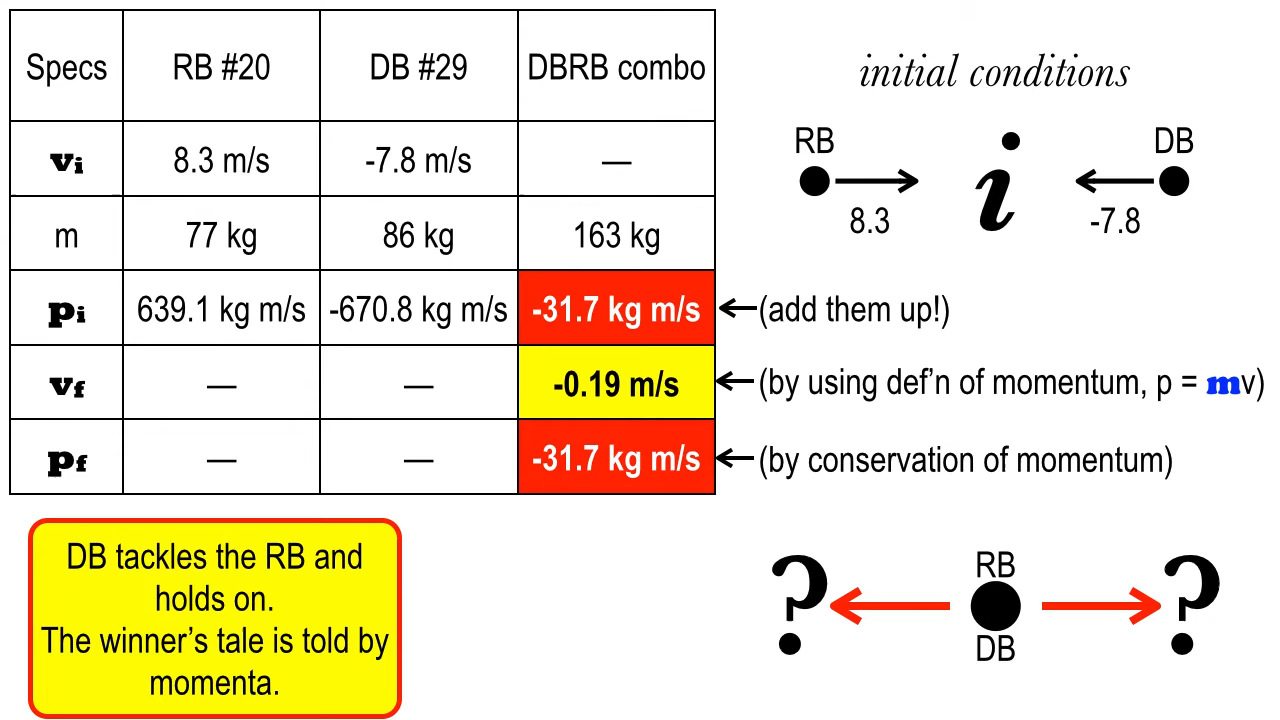 Specs RB #20 DB #29 DBRB combo
vi 8.3 m/s -7.8 m/s —
m 77 kg 86 kg 163 kg
pi 639.1 kg m/s -670.8 kg m/s -31.7 kg m/s
vf — — -0.19 m/s
pf — — -31.7 kg m/s
initial conditions
RB DB
i
8.3 -7.8
(add them up!)
(by using def’n of momentum, p = mv)
(by conservation of momentum)
DB tackles the RB and
holds on.
The winner’s tale is told by
momenta.
RB
? ?
DB